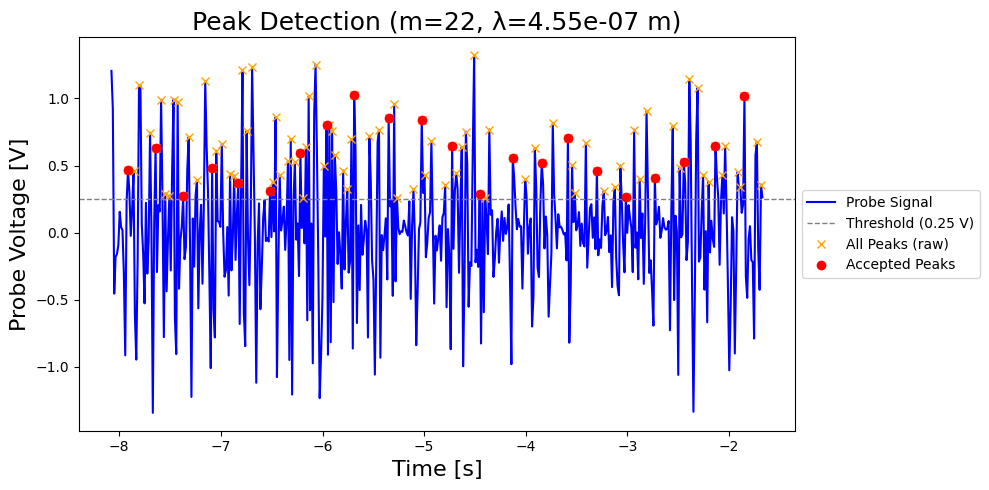 Peak Detection (m=22, λ=4.55e-07 m)
Probe Voltage [V]
1.0
0.5
0.0
−0.5
−1.0
−8
−7
−6
−5
−4
−3
−2
Time [s]
Probe Signal
Threshold (0.25 V)
All Peaks (raw)
Accepted Peaks